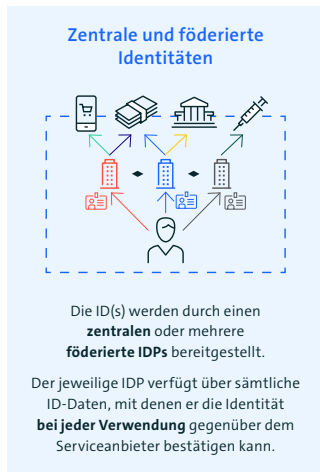 Zentrale und föderierte
Identitäten
Die ID(s) werden durch einen
zentralen oder mehrere
föderierte IDPs bereitgestellt.
Der jeweilige IDP verfügt über sämtliche
ID-Daten, mit denen er die Identität
bei jeder Verwendung gegenüber dem
Serviceanbieter bestätigen kann.